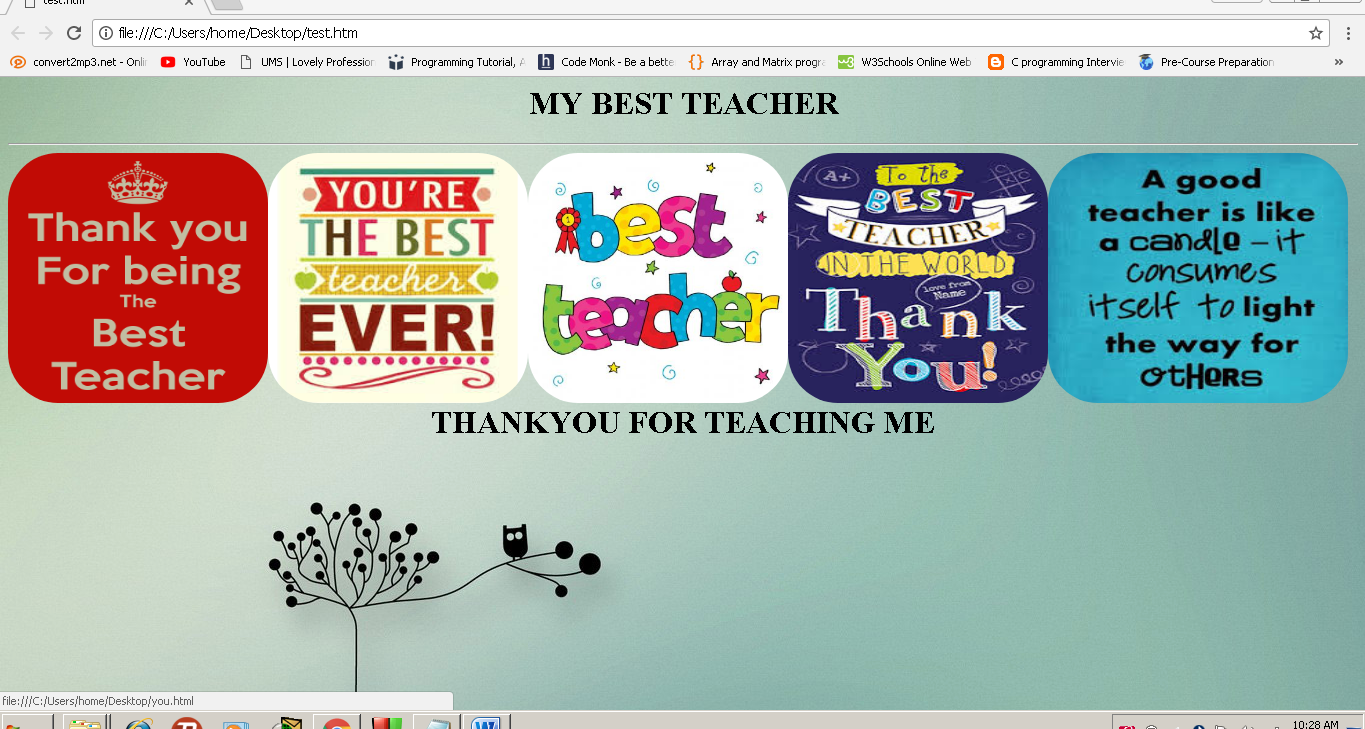 test.htm
file:///C:/Users/home/Desktop/test.htm
convert2mp3.net - Onli
YouTube
UMS | Lovely Profession
Programming Tutorial, A
Code Monk - Be a bette
Array and Matrix progra
W3Schools Online Web
C programming Intervie
Pre-Course Preparation
»
MY BEST TEACHER
Thank you
For being
The
Best
Teacher
YOU'RE
THE BEST
teacher
EVER!
best
teacher
A+
To the
BEST
TEACHER
IN THE WORLD
love from
Name
Thank
You!
A good
teacher is like
a candle - it
consumes
itself to light
the way for
others
THANKYOU FOR TEACHING ME
file:///C:/Users/home/Desktop/you.html
10:28 AM